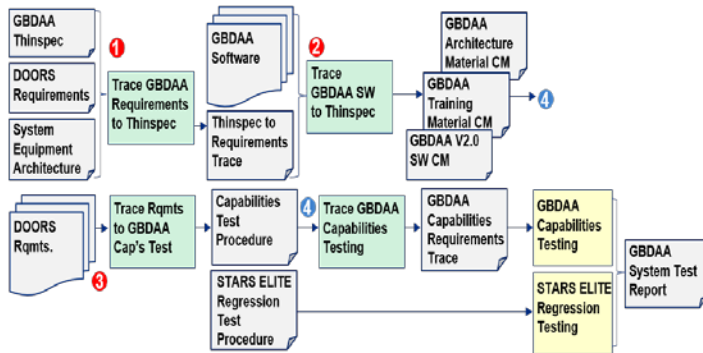 GBDAA
Thinspec
DOORS
Requirements
System
Equipment
Architecture
1
Trace GBDAA
Requirements
to Thinspec
GBDAA
Software
Thinspec to
Requirements
Trace
2
Trace
GBDAA SW
to Thinspec
GBDAA
Architecture
Material CM
GBDAA
Training
Material CM
GBDAA V2.0
SW CM
4
DOORS
Rqmts.
3
Trace Rqmts
to GBDAA
Cap's Test
Capabilities
Test
Procedure
4
Trace GBDAA
Capabilities
Testing
GBDAA
Capabilities
Requirements
Trace
GBDAA
Capabilities
Testing
STARS ELITE
Regression
Test
Procedure
STARS ELITE
Regression
Testing
GBDAA
System Test
Report